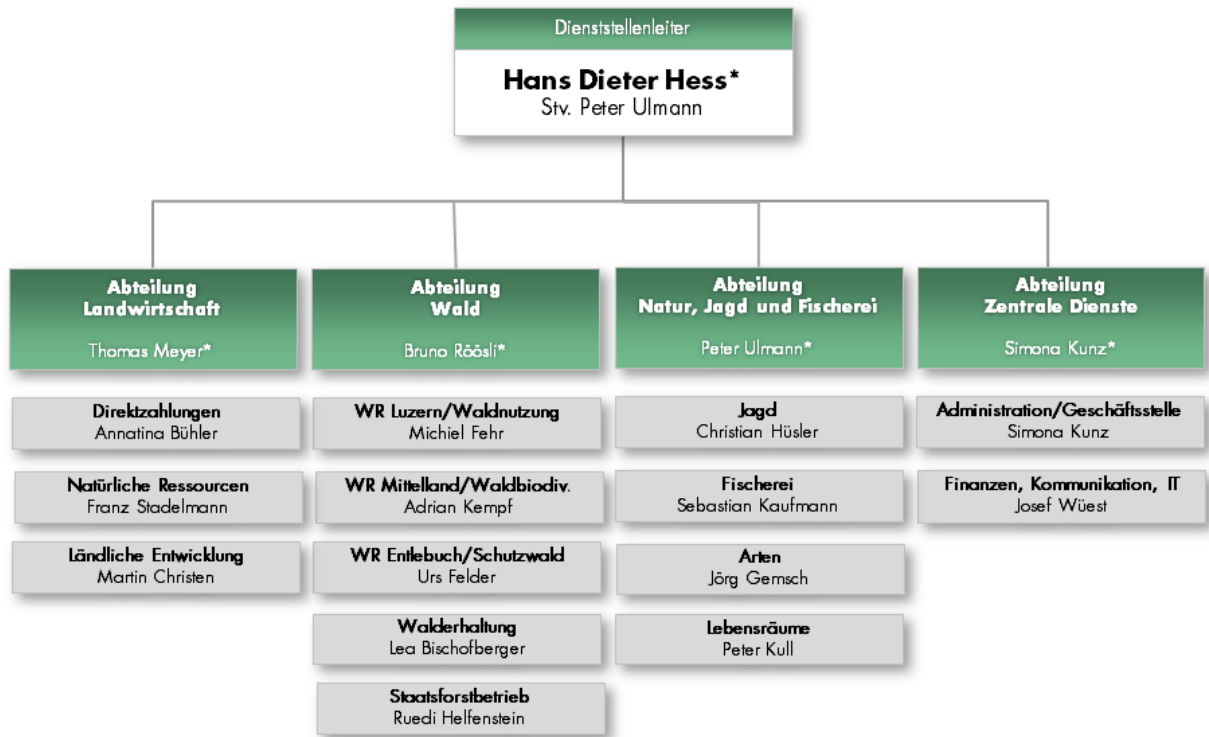 Dienststellenleiter
Hans Dieter Hess*
Stv. Peter Ulmann
Abteilung
Landwirtschaft
Thomas Meyer*
Direktzahlungen
Annatina Bühler
Natürliche Ressourcen
Franz Stadelmann
Ländliche Entwicklung
Martin Christen
Abteilung
Wald
Bruno Röösli*
WR Luzern/Waldnutzung
Michiel Fehr
WR Mittelland/Waldbiodiv.
Adrian Kempf
WR Entlebuch/Schutzwald
Urs Felder
Walderhaltung
Lea Bischofberger
Staatsforstbetrieb
Ruedi Helfenstein
Abteilung
Natur, Jagd und Fischerei
Peter Ulmann*
Jagd
Christian Hüsler
Fischerei
Sebastian Kaufmann
Arten
Jörg Gemsch
Lebensräume
Peter Kull
Abteilung
Zentrale Dienste
Simona Kunz*
Administration/Geschäftsstelle
Simona Kunz
Finanzen, Kommunikation, IT
Josef Wüest